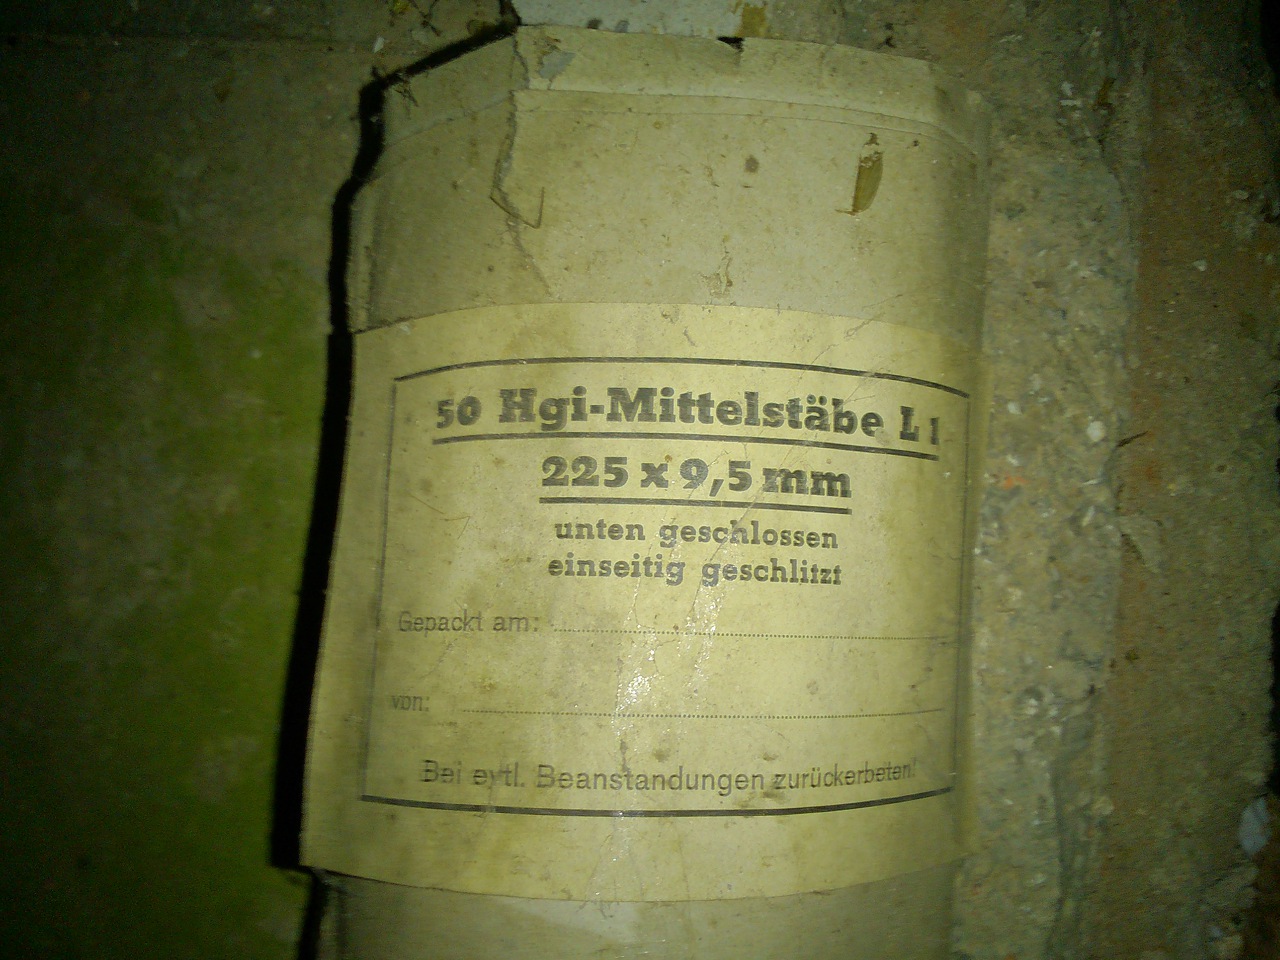 50 Hgi-Mittelstäbe L 1
225 x 9,5 mm
unten geschlossen
einseitig geschlitzt
Gepackt am:
von:
Bei evtl. Beanstandungen zurückerbeten!